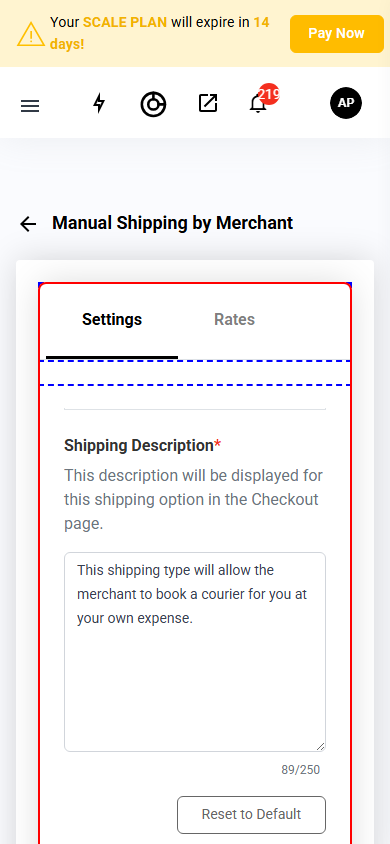 Your SCALE PLAN will expire in 14
days!
Pay Now
219
AP
Manual Shipping by Merchant
Settings
Rates
Shipping Description*
This description will be displayed for
this shipping option in the Checkout
page.
This shipping type will allow the
merchant to book a courier for you at
your own expense.
89/250
Reset to Default